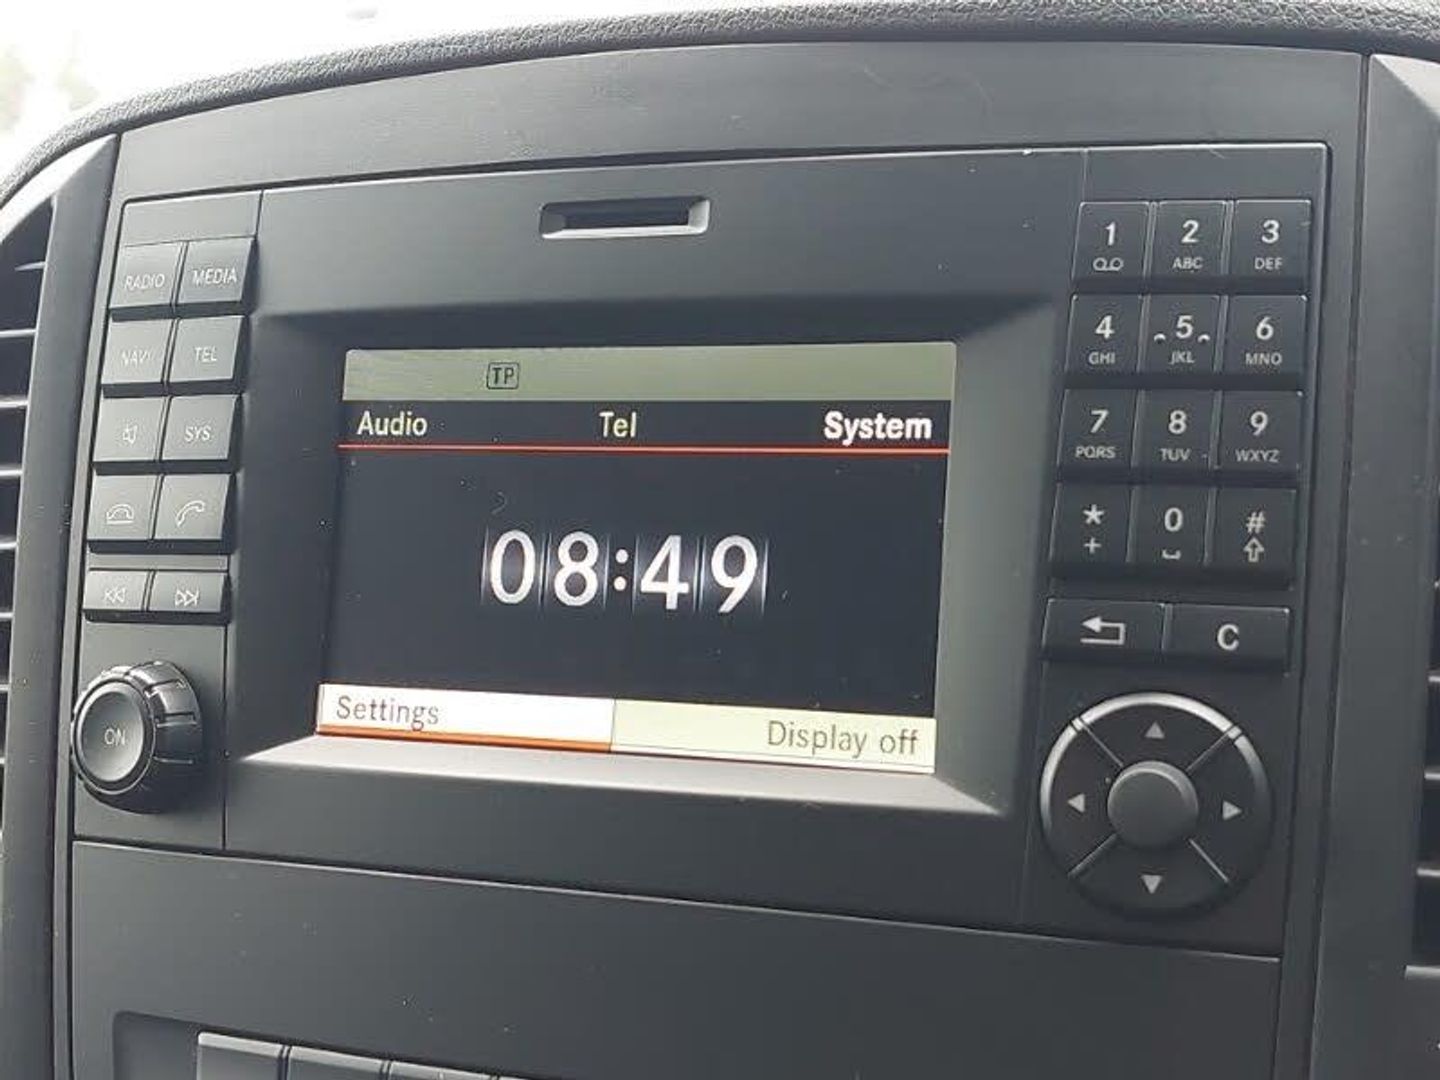 RADIO MEDIA
NAVI TEL
SYS
ON
TP
Audio Tel System
08:49
Settings Display off
1 2 ABC 3 DEF
4 GHI 5 JKL 6 MNO
7 PQRS 8 TUV 9 WXYZ
* + 0 #
C